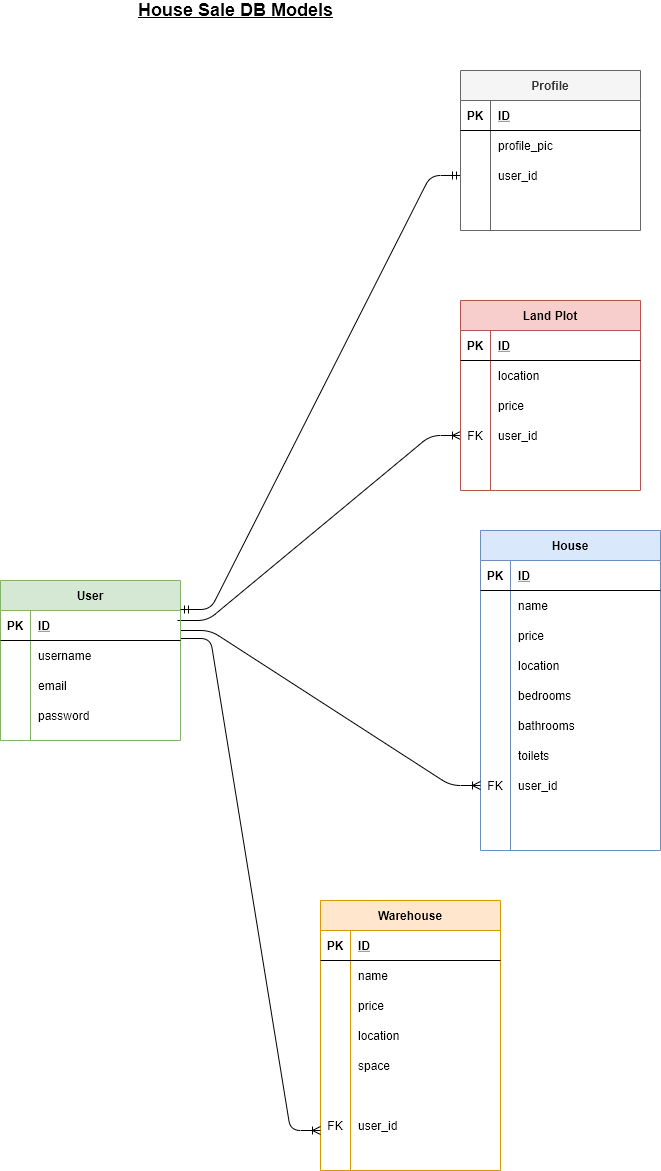 House Sale DB Models
Profile
PK ID
profile_pic
user_id
Land Plot
PK ID
location
price
FK user_id
House
PK ID
name
price
location
bedrooms
bathrooms
toilets
FK user_id
User
PK ID
username
email
password
Warehouse
PK ID
name
price
location
space
FK user_id